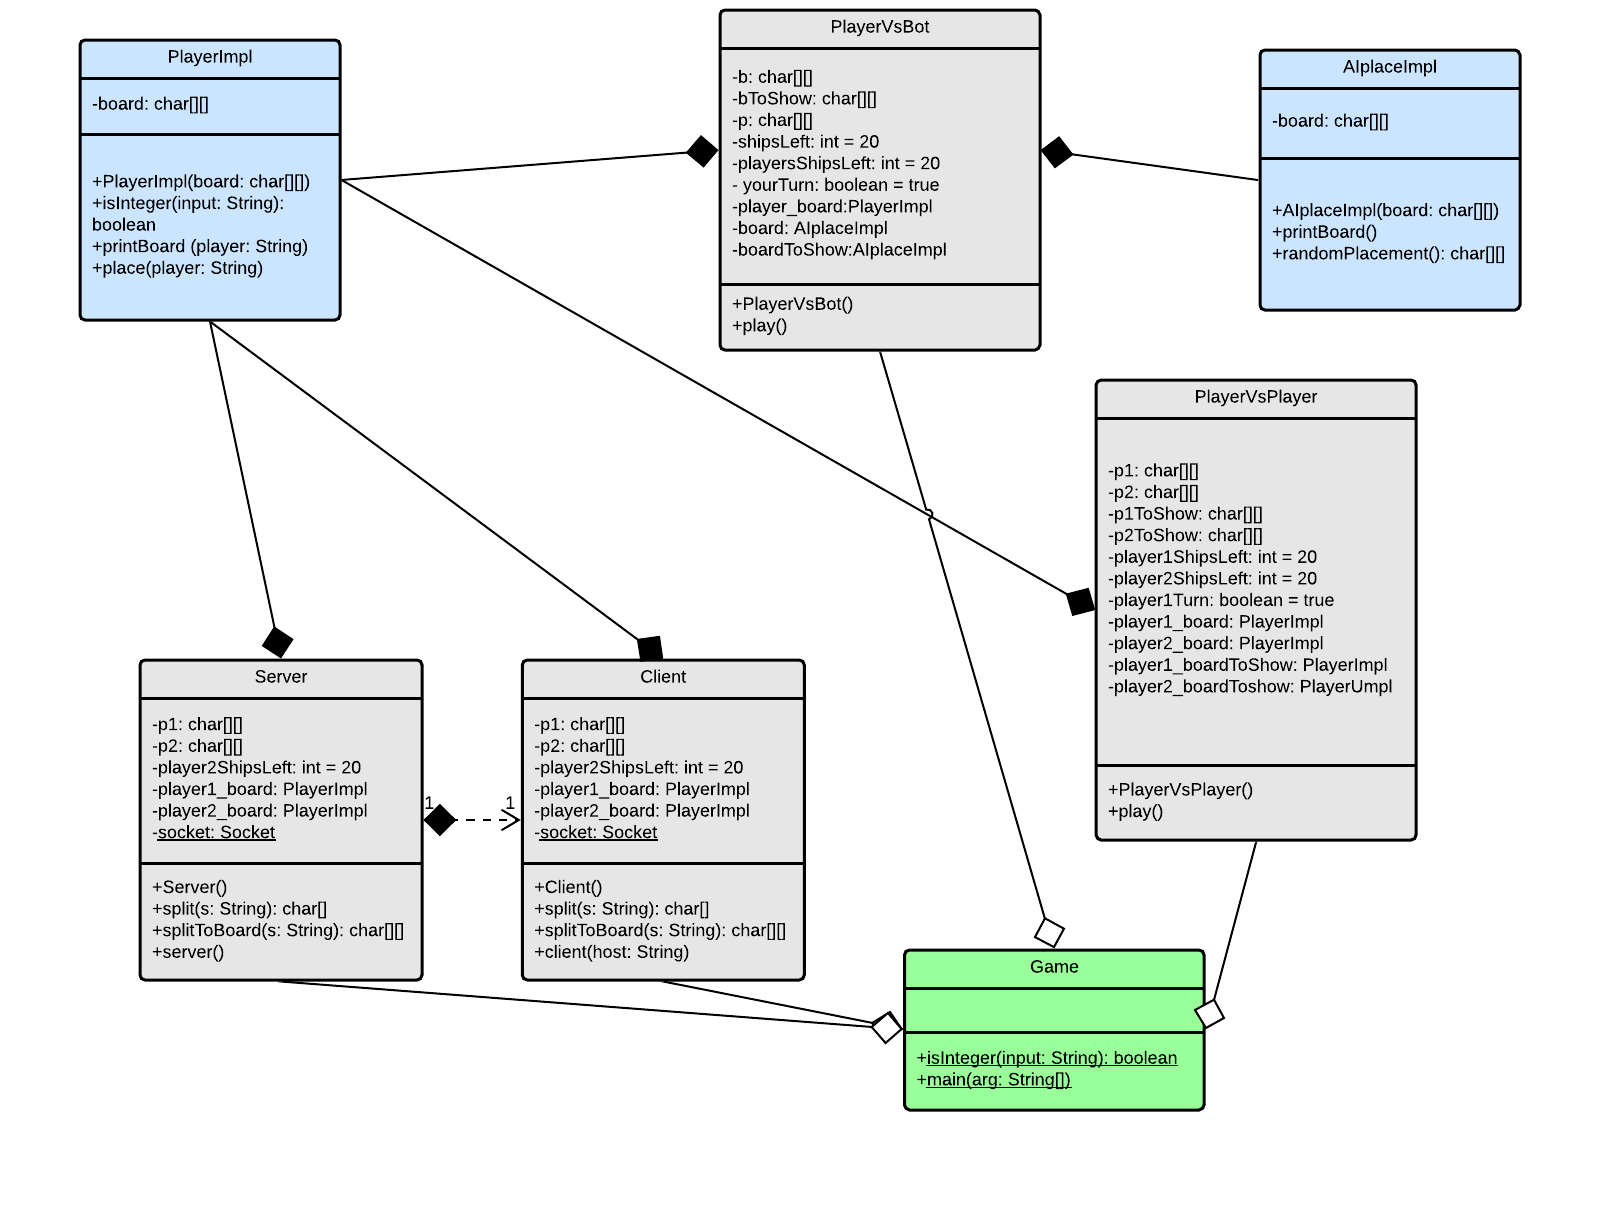 PlayerImpl
-board: char[][]
+PlayerImpl(board: char[][])
+isInteger(input: String):
boolean
+printBoard (player: String)
+place(player: String)
PlayerVsBot
-b: char[][]
-bToShow: char[][]
-p: char[][]
-shipsLeft: int = 20
-playersShipsLeft: int = 20
- yourTurn: boolean = true
-player_board:PlayerImpl
-board: AIplaceImpl
-boardToShow:AIplaceImpl
+PlayerVsBot()
+play()
AIplaceImpl
-board: char[][]
+AIplaceImpl(board: char[][])
+printBoard()
+randomPlacement(): char[][]
PlayerVsPlayer
-p1: char[][]
-p2: char[][]
-p1ToShow: char[][]
-p2ToShow: char[][]
-player1ShipsLeft: int = 20
-player2ShipsLeft: int = 20
-player1Turn: boolean = true
-player1_board: PlayerImpl
-player2_board: PlayerImpl
-player1_boardToShow: PlayerImpl
-player2_boardToshow: PlayerUmpl
+PlayerVsPlayer()
+play()
Server
-p1: char[][]
-p2: char[][]
-player2ShipsLeft: int = 20
-player1_board: PlayerImpl
-player2_board: PlayerImpl
-socket: Socket
+Server()
+split(s: String): char[]
+splitToBoard(s: String): char[][]
+server()
1
1
Client
-p1: char[][]
-p2: char[][]
-player2ShipsLeft: int = 20
-player1_board: PlayerImpl
-player2_board: PlayerImpl
-socket: Socket
+Client()
+split(s: String): char[]
+splitToBoard(s: String): char[][]
+client(host: String)
Game
+isInteger(input: String): boolean
+main(arg: String[])